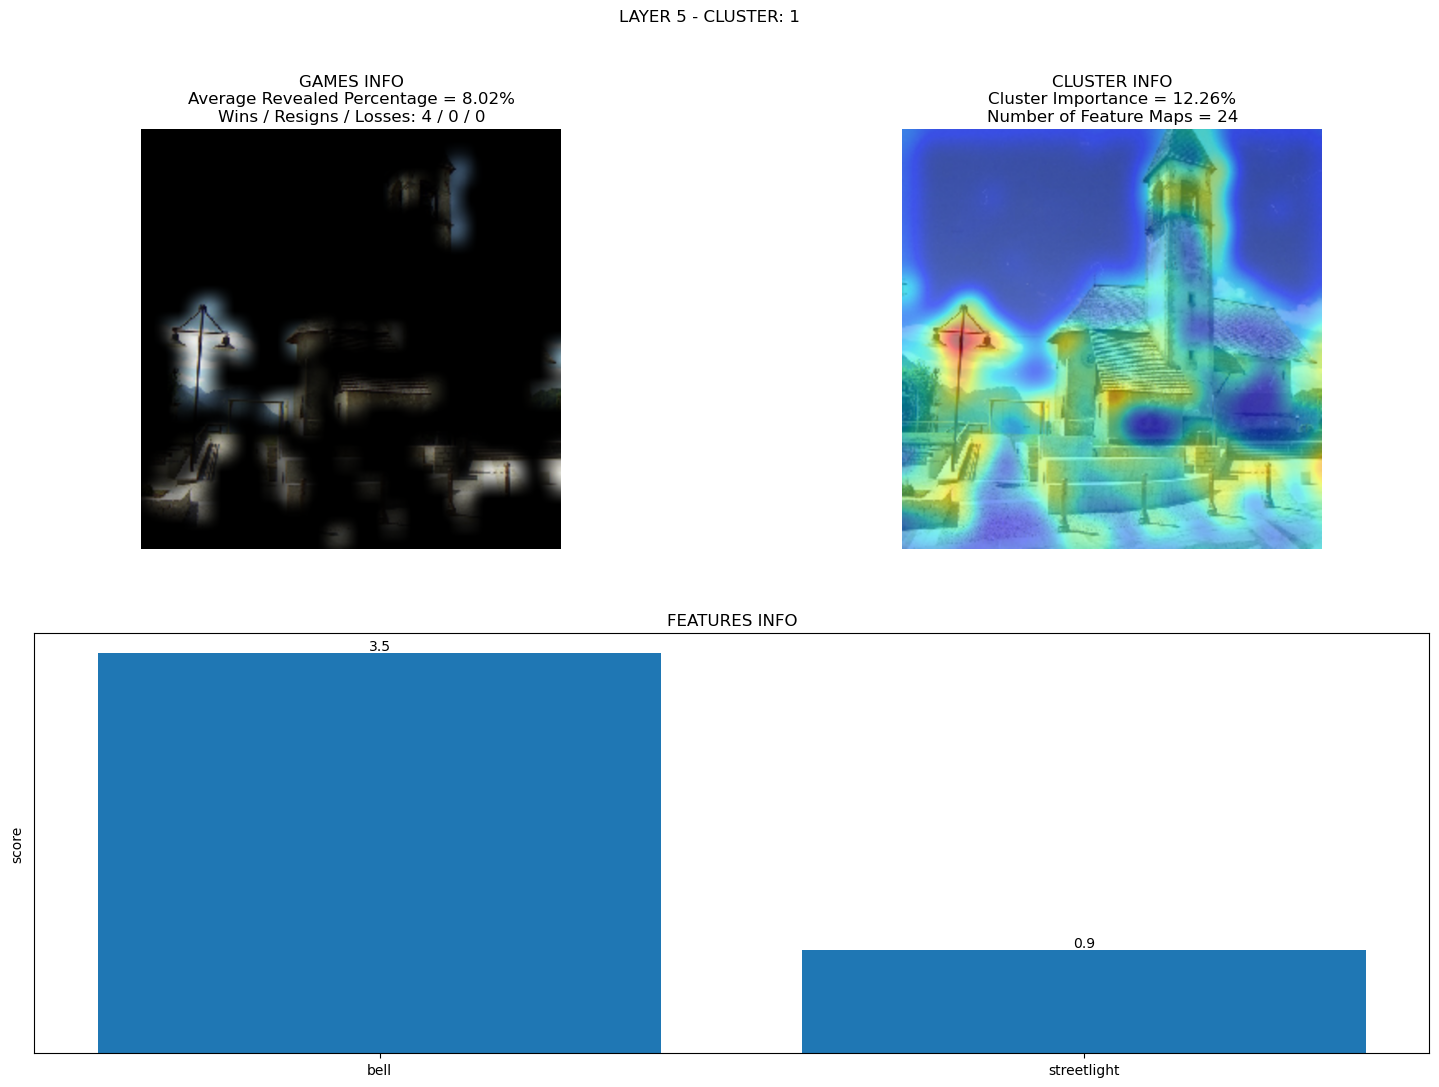 LAYER 5 - CLUSTER: 1
GAMES INFO
Average Revealed Percentage = 8.02%
Wins / Resigns / Losses: 4 / 0 / 0
CLUSTER INFO
Cluster Importance = 12.26%
Number of Feature Maps = 24
FEATURES INFO
3.5
0.9
score
bell
streetlight